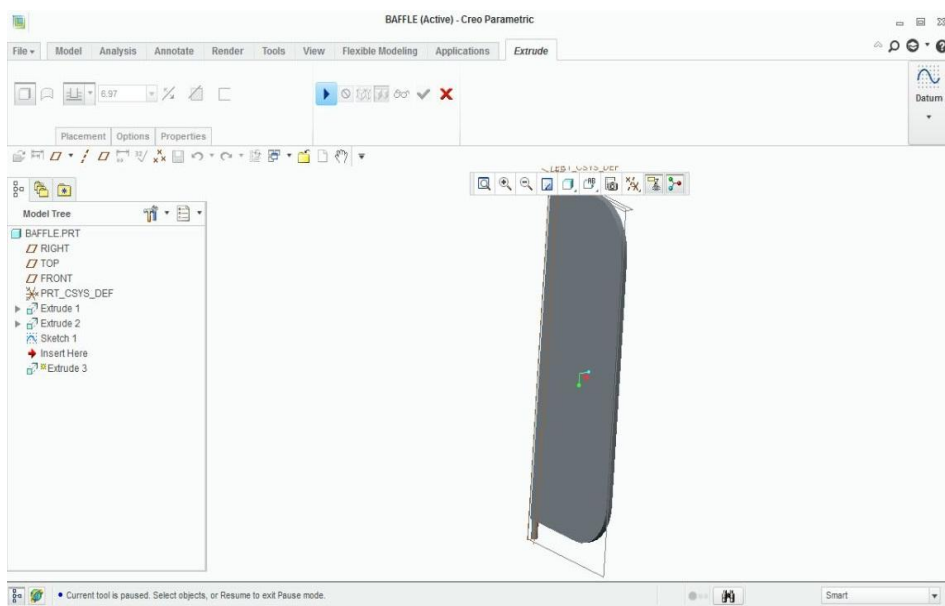 BAFFLE (Active) - Creo Parametric
File Model Analysis Annotate Render Tools View Flexible Modeling Applications Extrude
6.97
Datum
Placement Options Properties
Model Tree
BAFFLE.PRT
RIGHT
TOP
FRONT
PRT_CSYS_DEF
Extrude 1
Extrude 2
Sketch 1
Insert Here
Extrude 3
Current tool is paused. Select objects, or Resume to exit Pause mode.
Smart